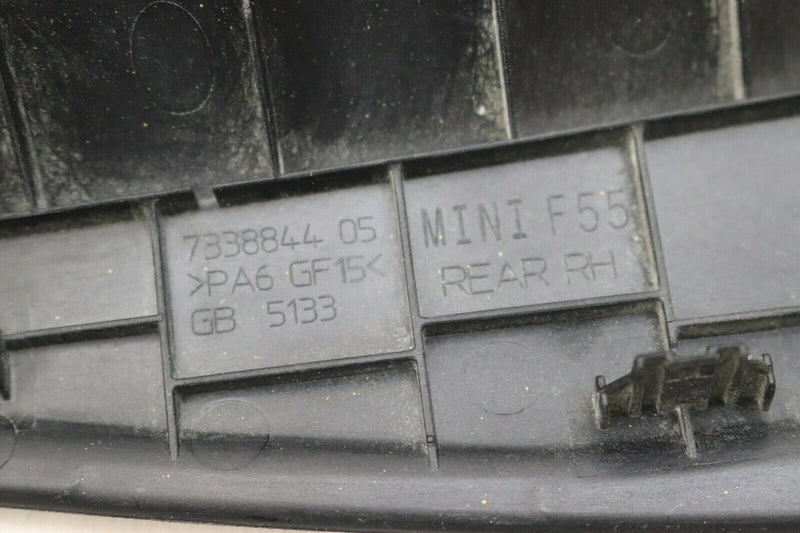 7338844 05
>PA6 GF15<
GB 5133
MINI F55
REAR RH